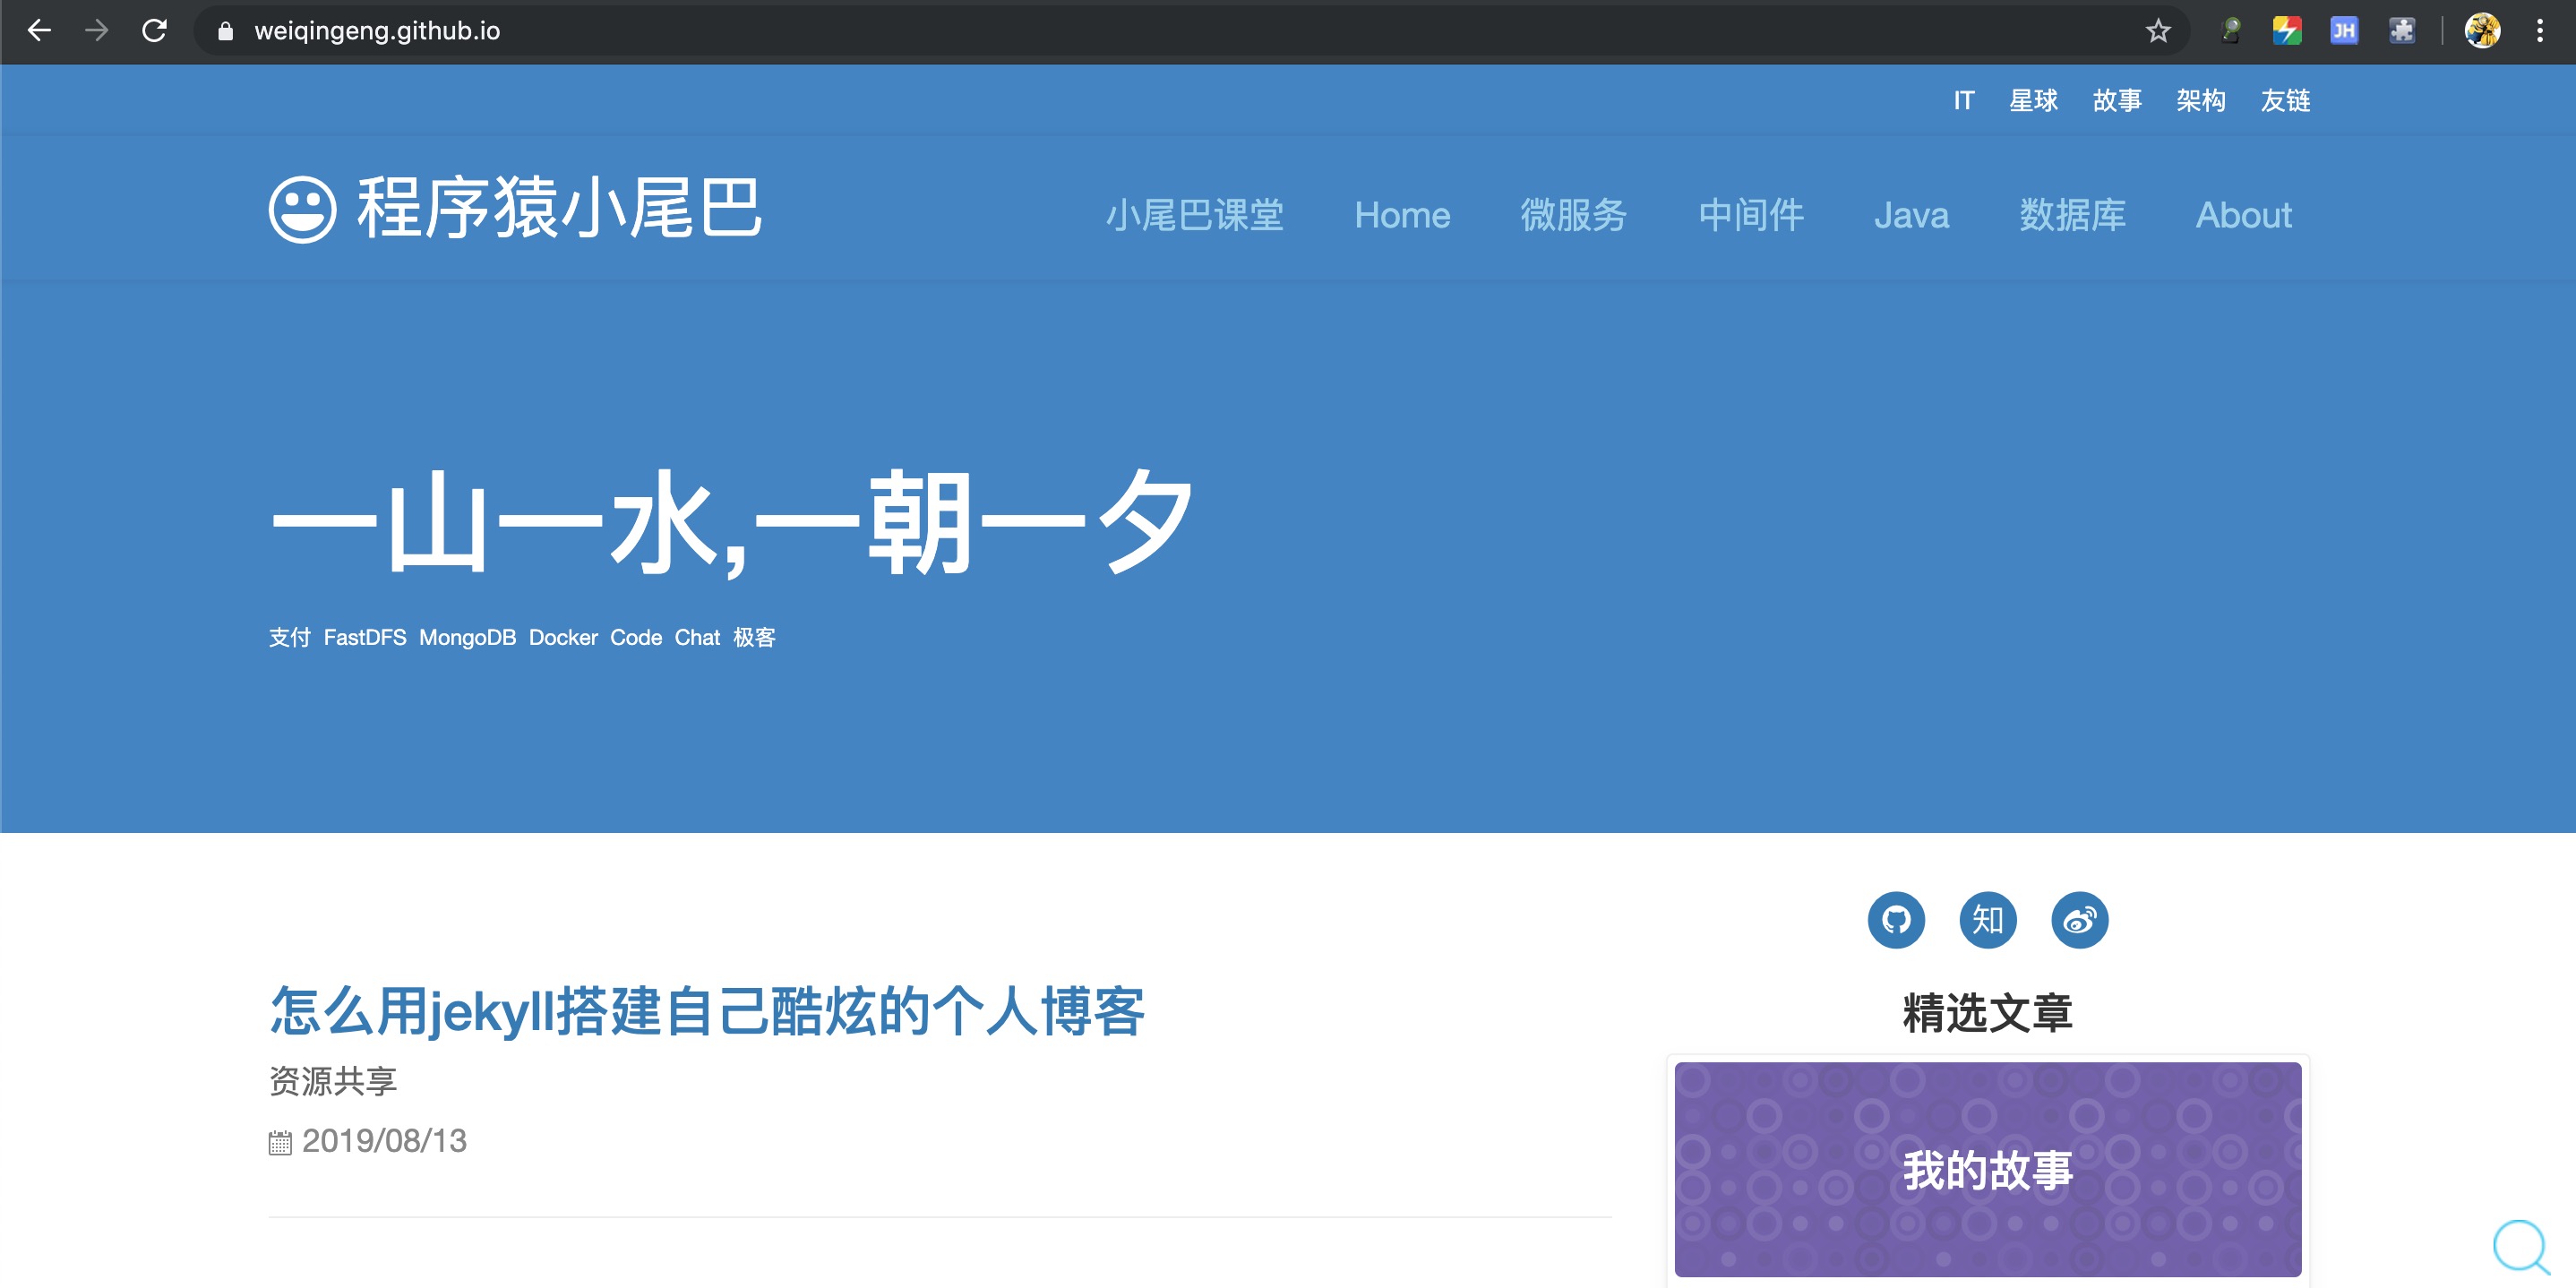 weiqingeng.github.io
JH
IT 星球 故事 架构 友链
程序猿小尾巴
小尾巴课堂 Home 微服务 中间件 Java 数据库 About
一山一水,一朝一夕
支付 FastDFS MongoDB Docker Code Chat 极客
知
怎么用jekyll搭建自己酷炫的个人博客
资源共享
2019/08/13
精选文章
我的故事